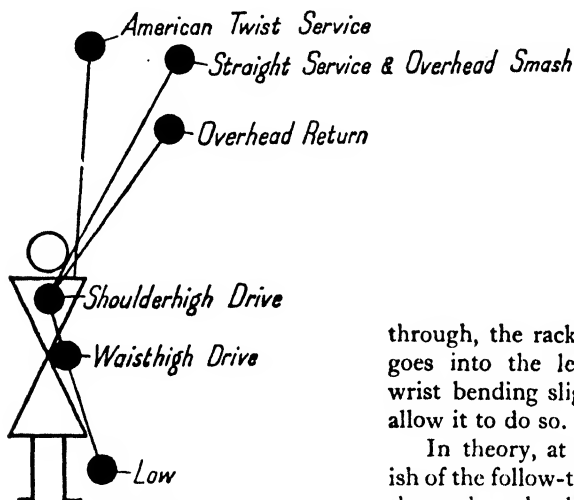 American Twist Service
Straight Service & Overhead Smash
Overhead Return
Shoulderhigh Drive
Waisthigh Drive
Low
through, the rack
goes into the le
wrist bending slig
allow it to do so.
In theory, at
ish of the follow-t